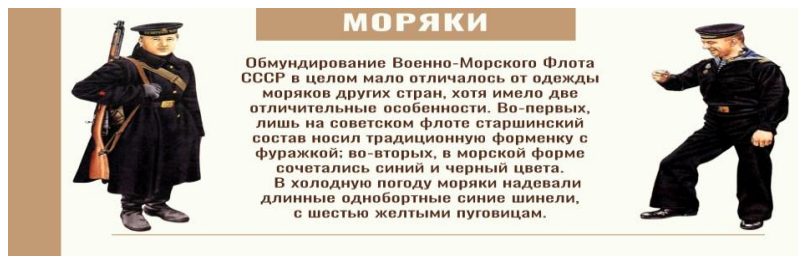 МОРЯКИ
Обмундирование Военно-Морского Флота
СССР в целом мало отличалось от одежды
моряков других стран, хотя имело две
отличительные особенности. Во-первых,
лишь на советском флоте старшинский
состав носил традиционную форменку с
фуражкой; во-вторых, в морской форме
сочетались синий и черный цвета.
В холодную погоду моряки надевали
длинные однобортные синие шинели,
с шестью желтыми пуговицам.